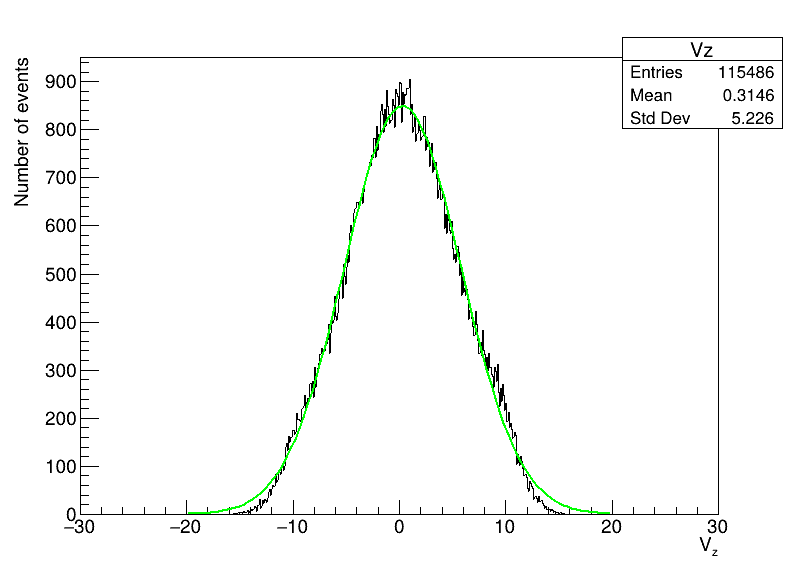 Vz
Entries 115486
Mean 0.3146
Std Dev 5.226
Number of events
900
800
700
600
500
400
300
200
100
0
−30 −20 −10 0 10 20 30
Vz